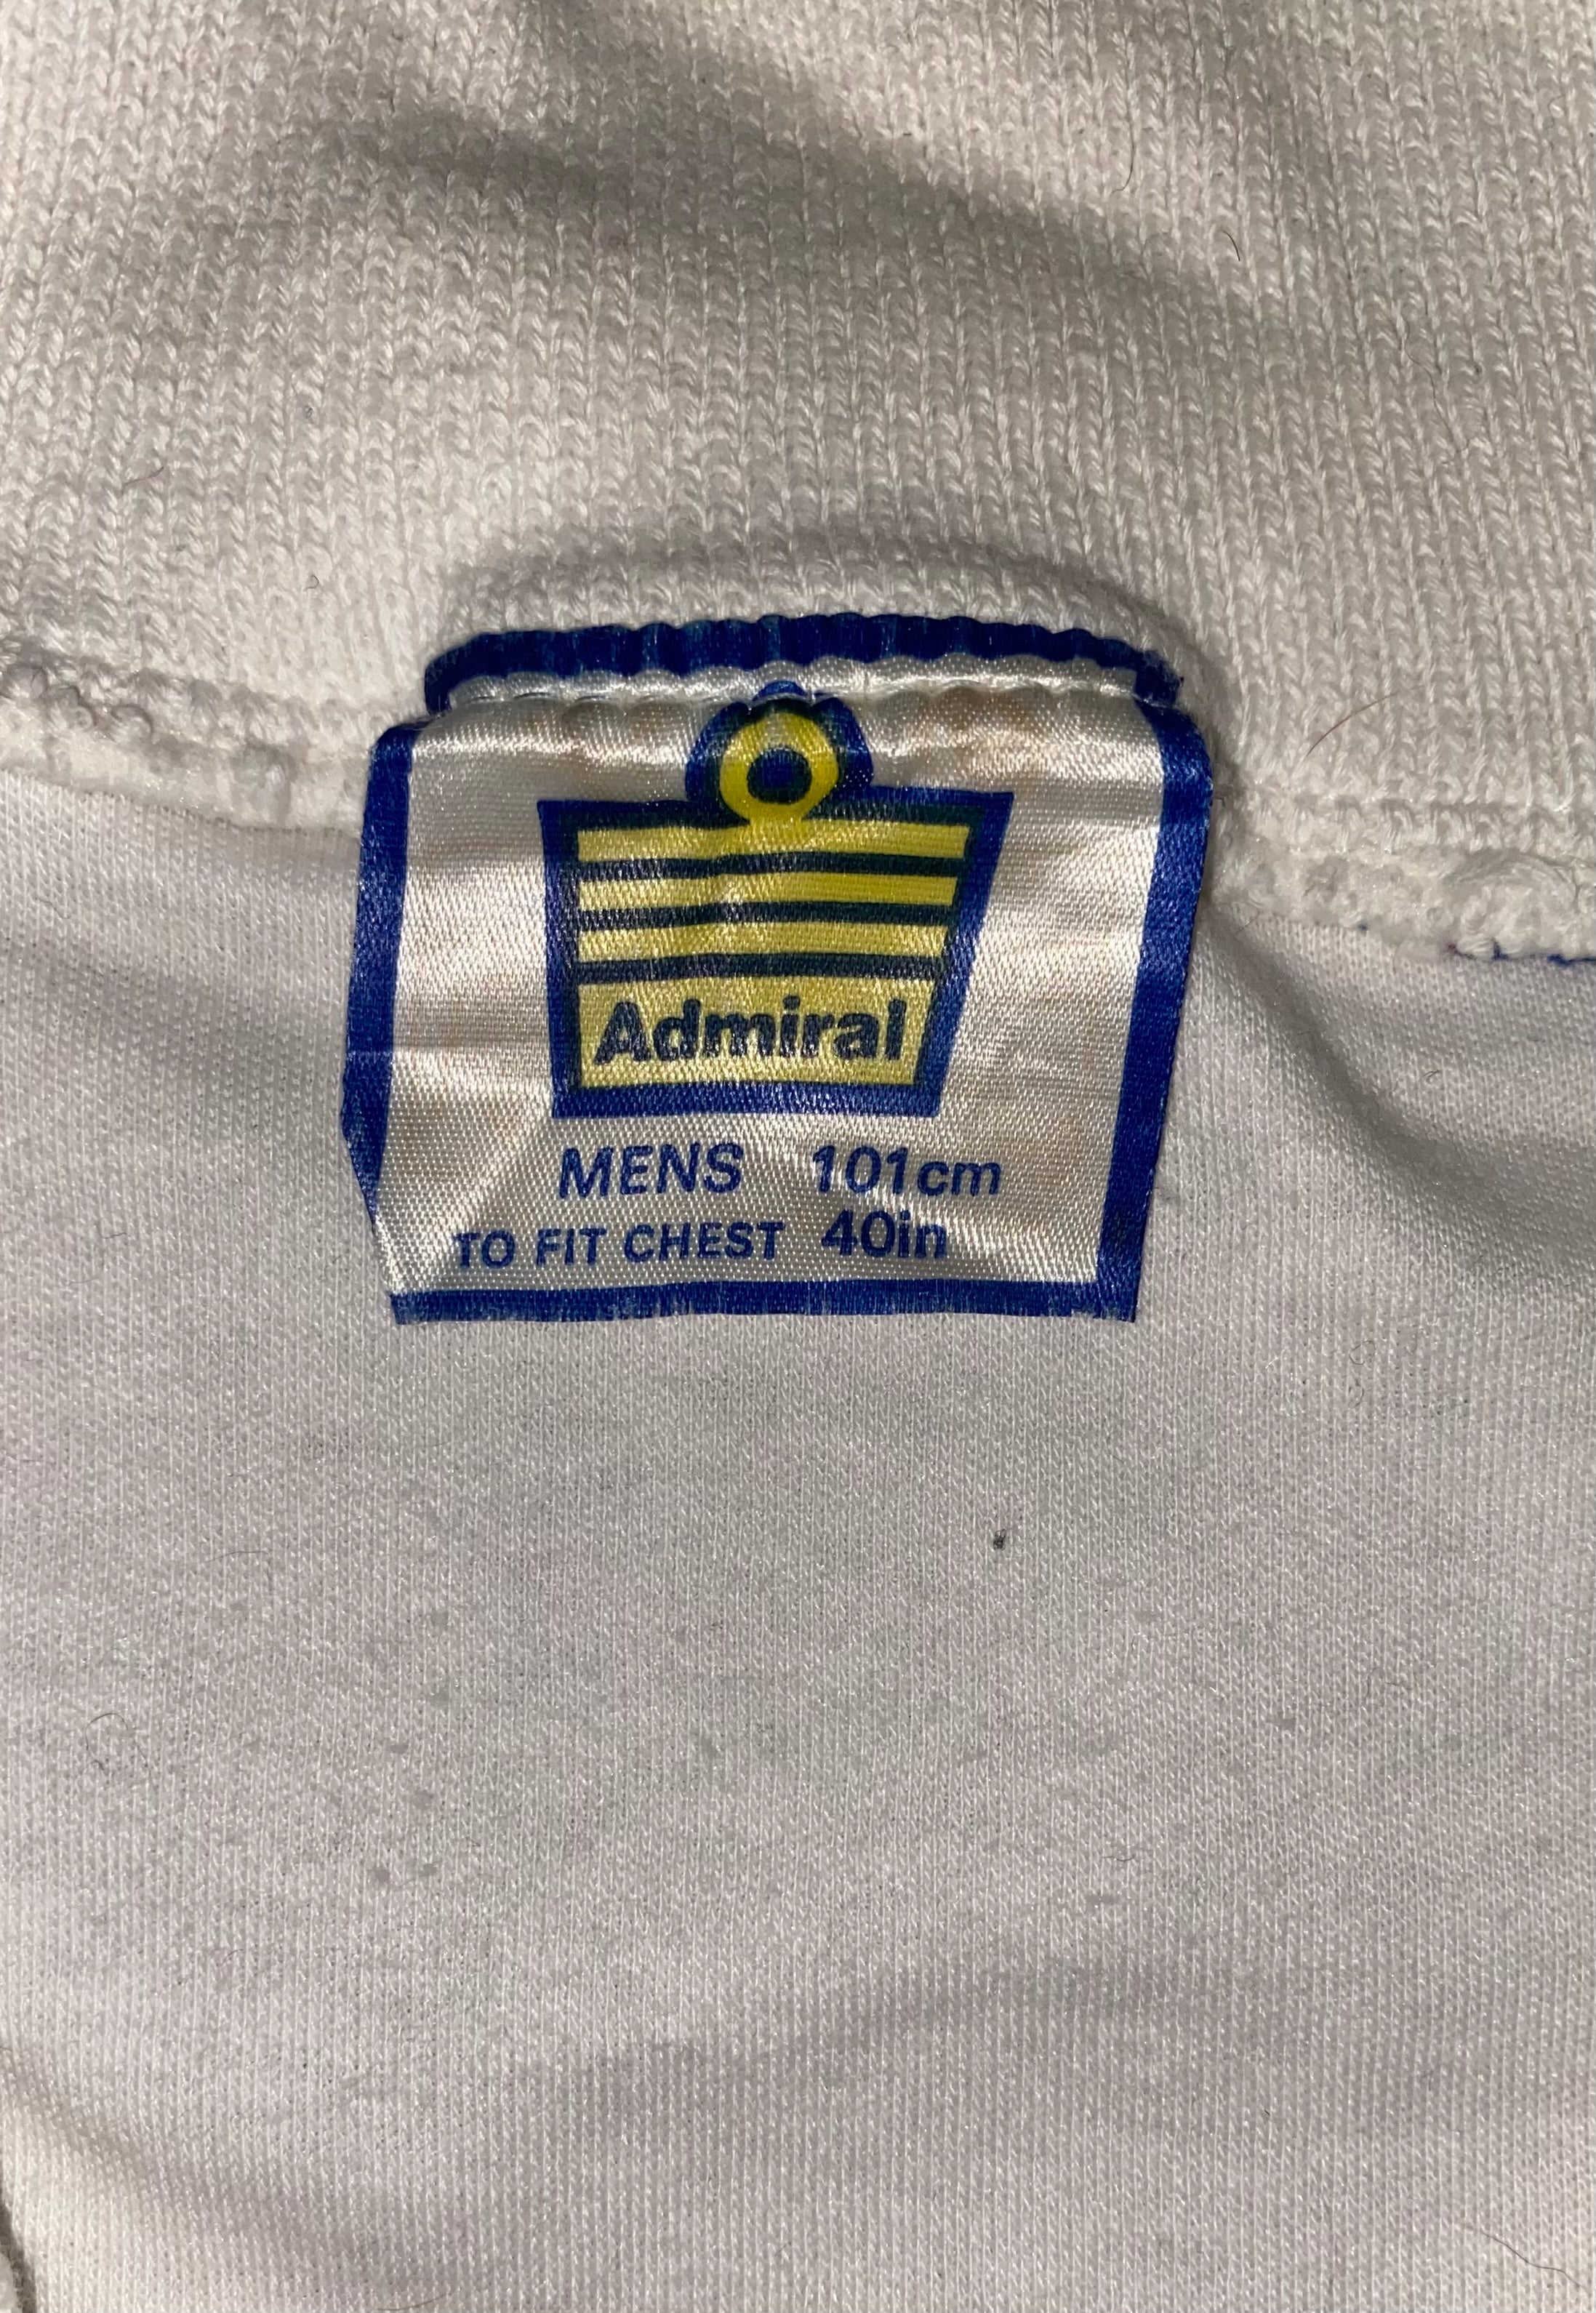 Admiral
MENS 101cm
TO FIT CHEST 40in